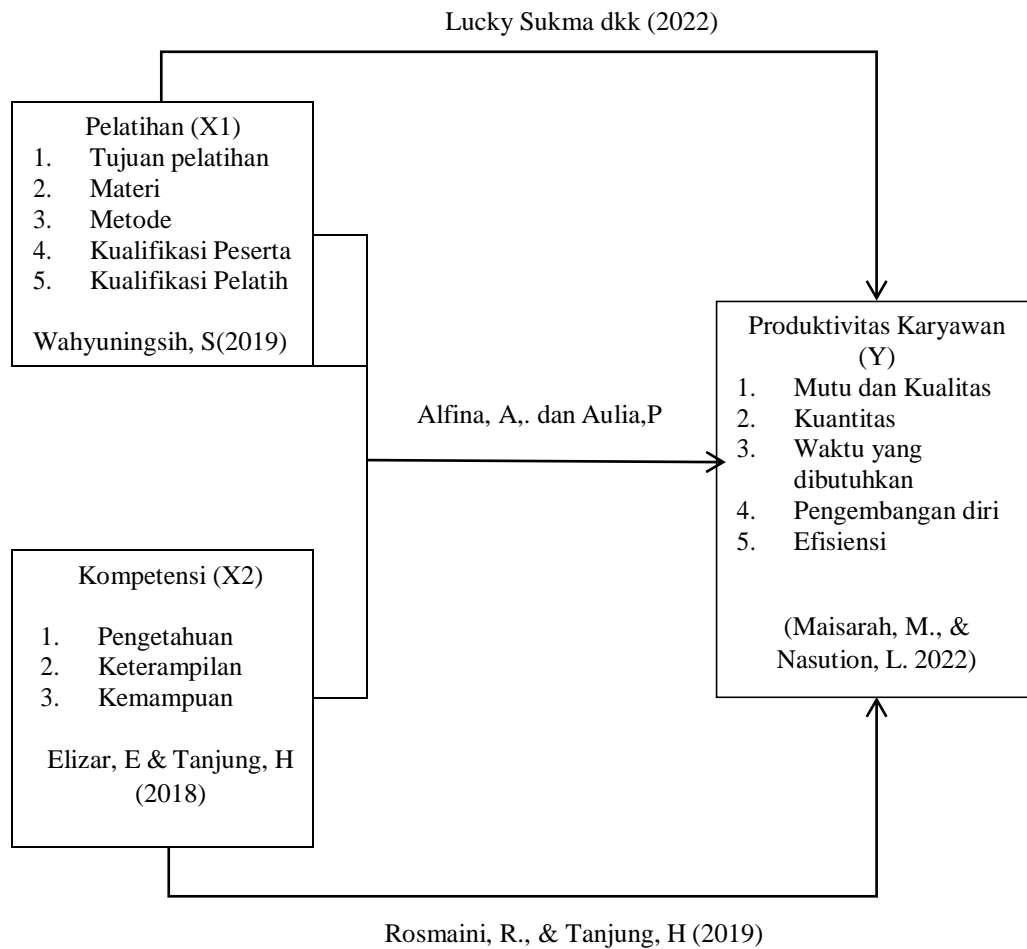 Lucky Sukma dkk (2022)
Pelatihan (X1)
1. Tujuan pelatihan
2. Materi
3. Metode
4. Kualifikasi Peserta
5. Kualifikasi Pelatih
Wahyuningsih, S(2019)
Alfina, A,. dan Aulia,P
Produktivitas Karyawan
(Y)
1. Mutu dan Kualitas
2. Kuantitas
3. Waktu yang
dibutuhkan
4. Pengembangan diri
5. Efisiensi
(Maisarah, M., &
Nasution, L. 2022)
Kompetensi (X2)
1. Pengetahuan
2. Keterampilan
3. Kemampuan
Elizar, E & Tanjung, H
(2018)
Rosmaini, R., & Tanjung, H (2019)